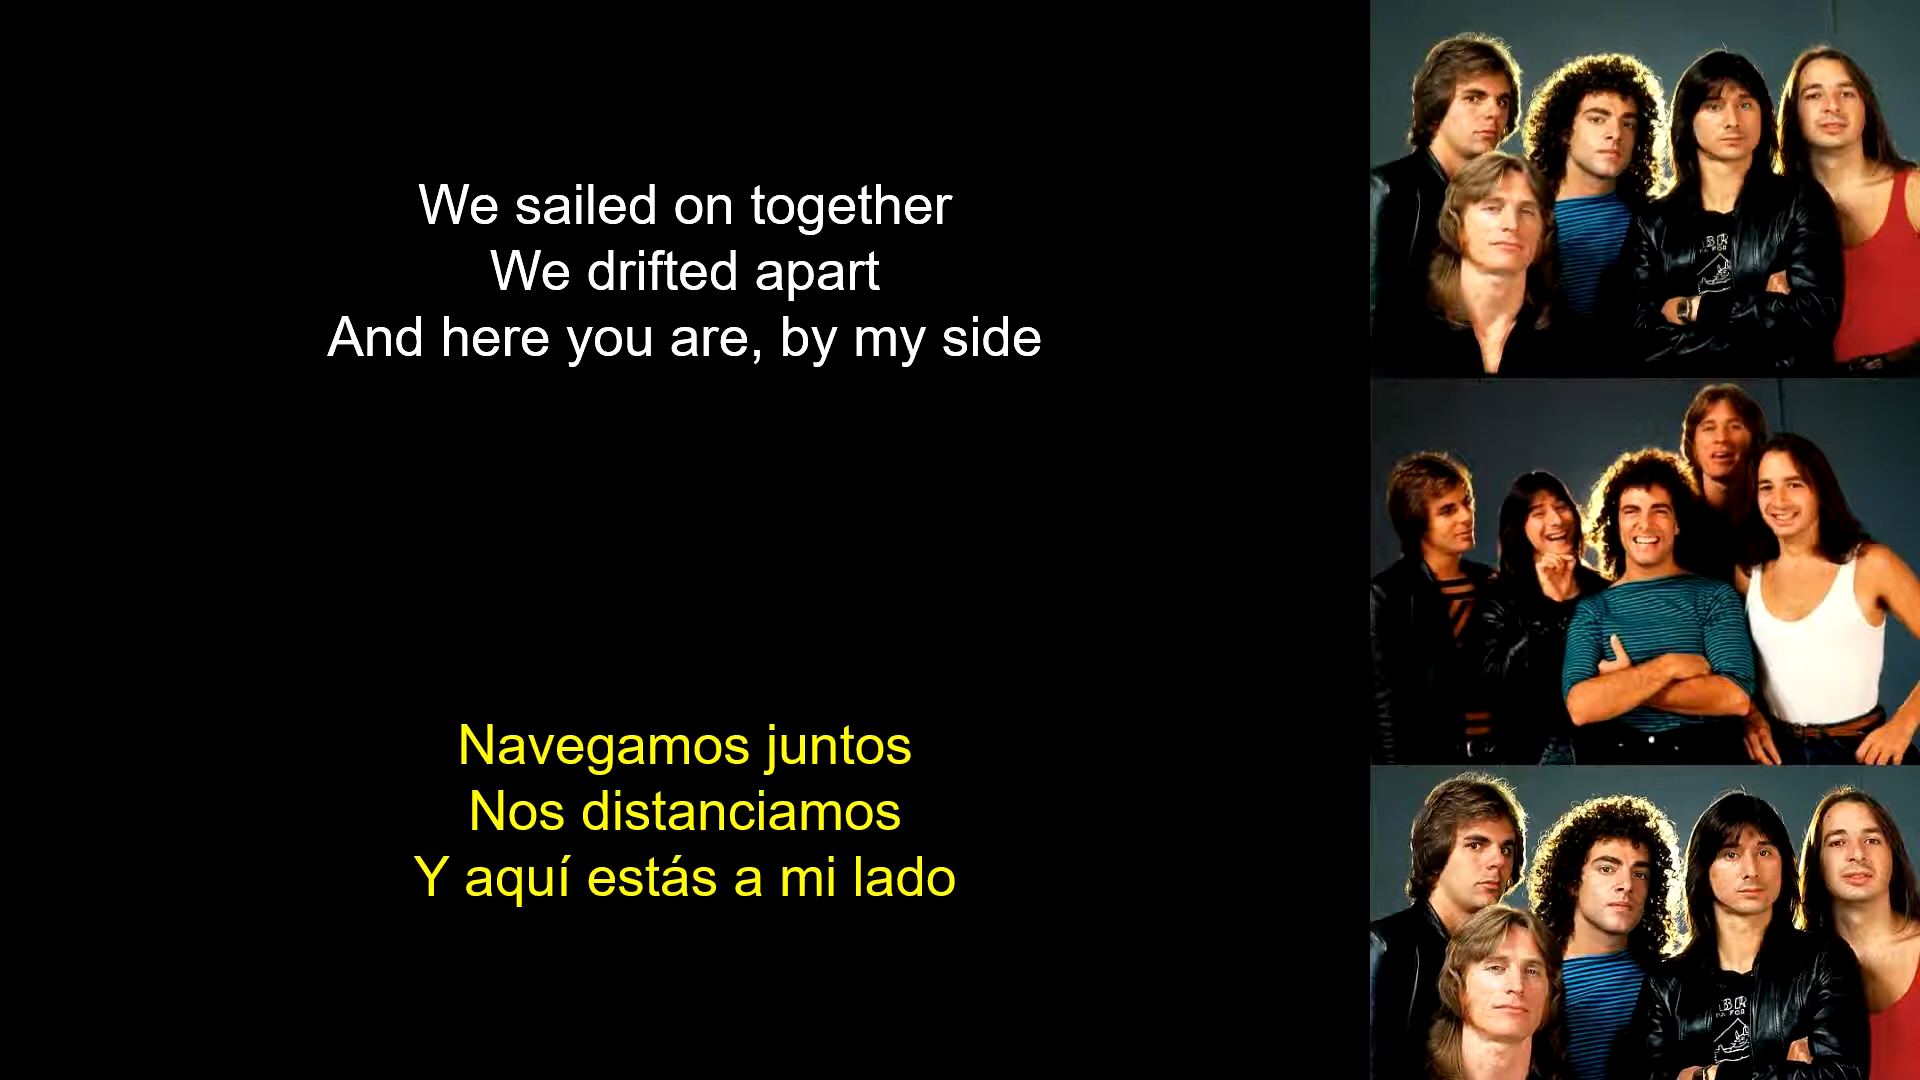 We sailed on together
We drifted apart
And here you are, by my side
Navegamos juntos
Nos distanciamos
Y aquí estás a mi lado